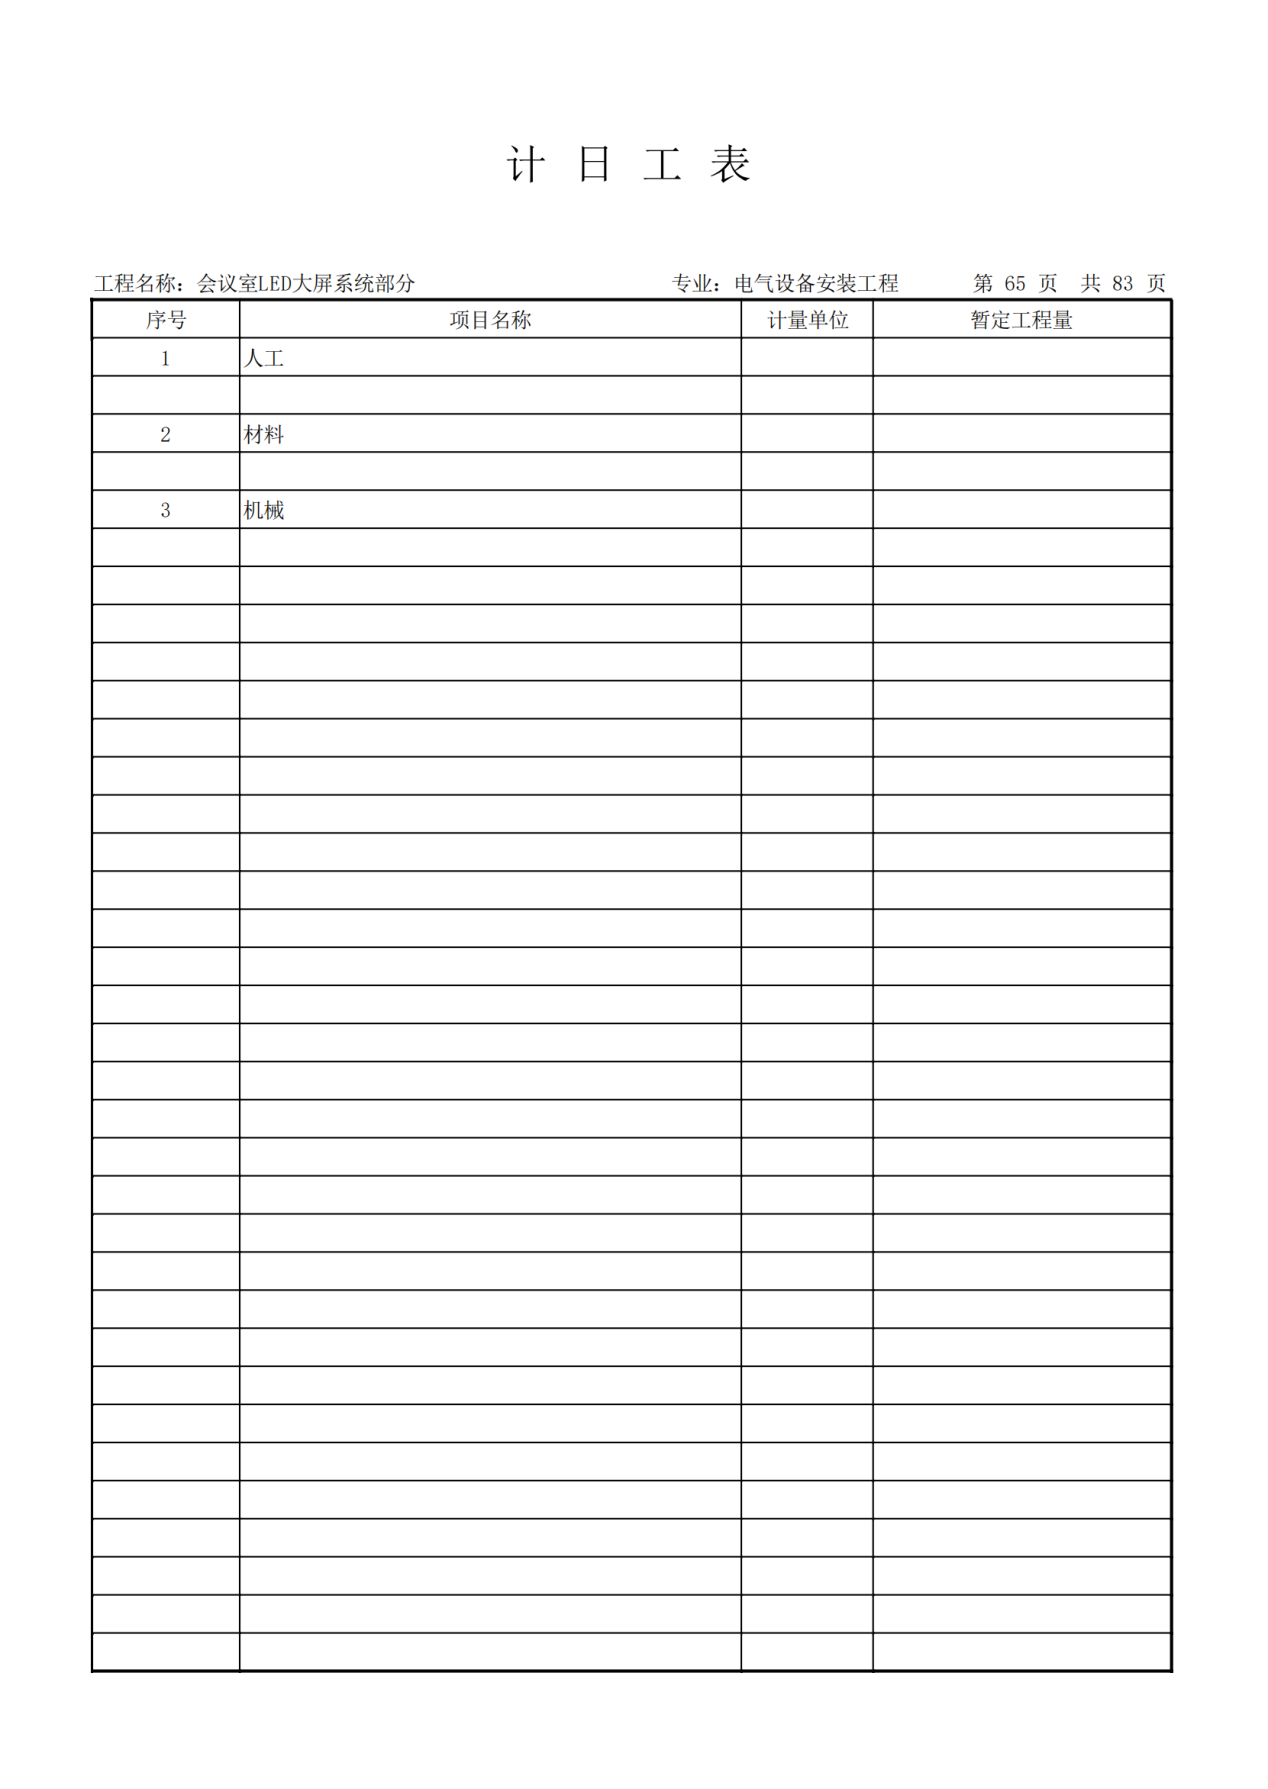 计 日 工 表
工程名称：会议室LED大屏系统部分 专业：电气设备安装工程 第 65 页 共 83 页
序号 项目名称 计量单位 暂定工程量
1 人工
2 材料
3 机械